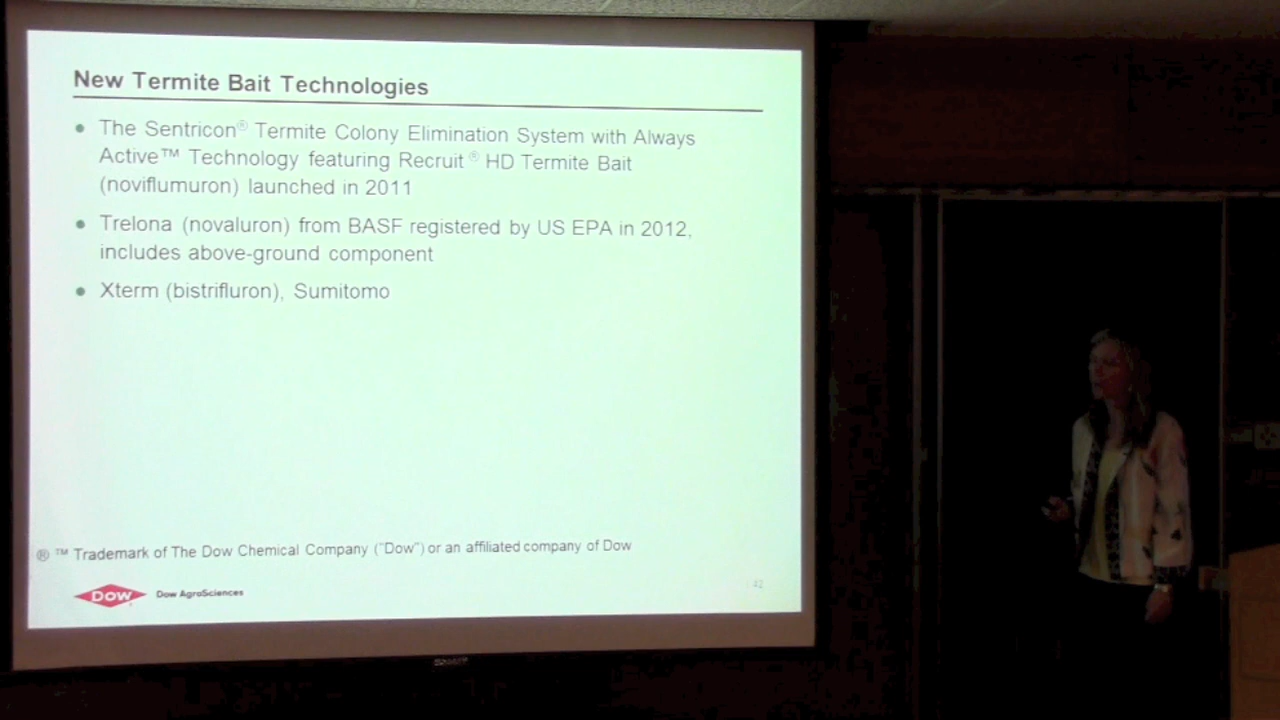 New Termite Bait Technologies
• The Sentricon® Termite Colony Elimination System with Always
Active™ Technology featuring Recruit ® HD Termite Bait
(noviflumuron) launched in 2011
• Trelona (novaluron) from BASF registered by US EPA in 2012,
includes above-ground component
• Xterm (bistrifluron), Sumitomo
® ™ Trademark of The Dow Chemical Company ("Dow") or an affiliated company of Dow
DOW Dow AgroSciences
42